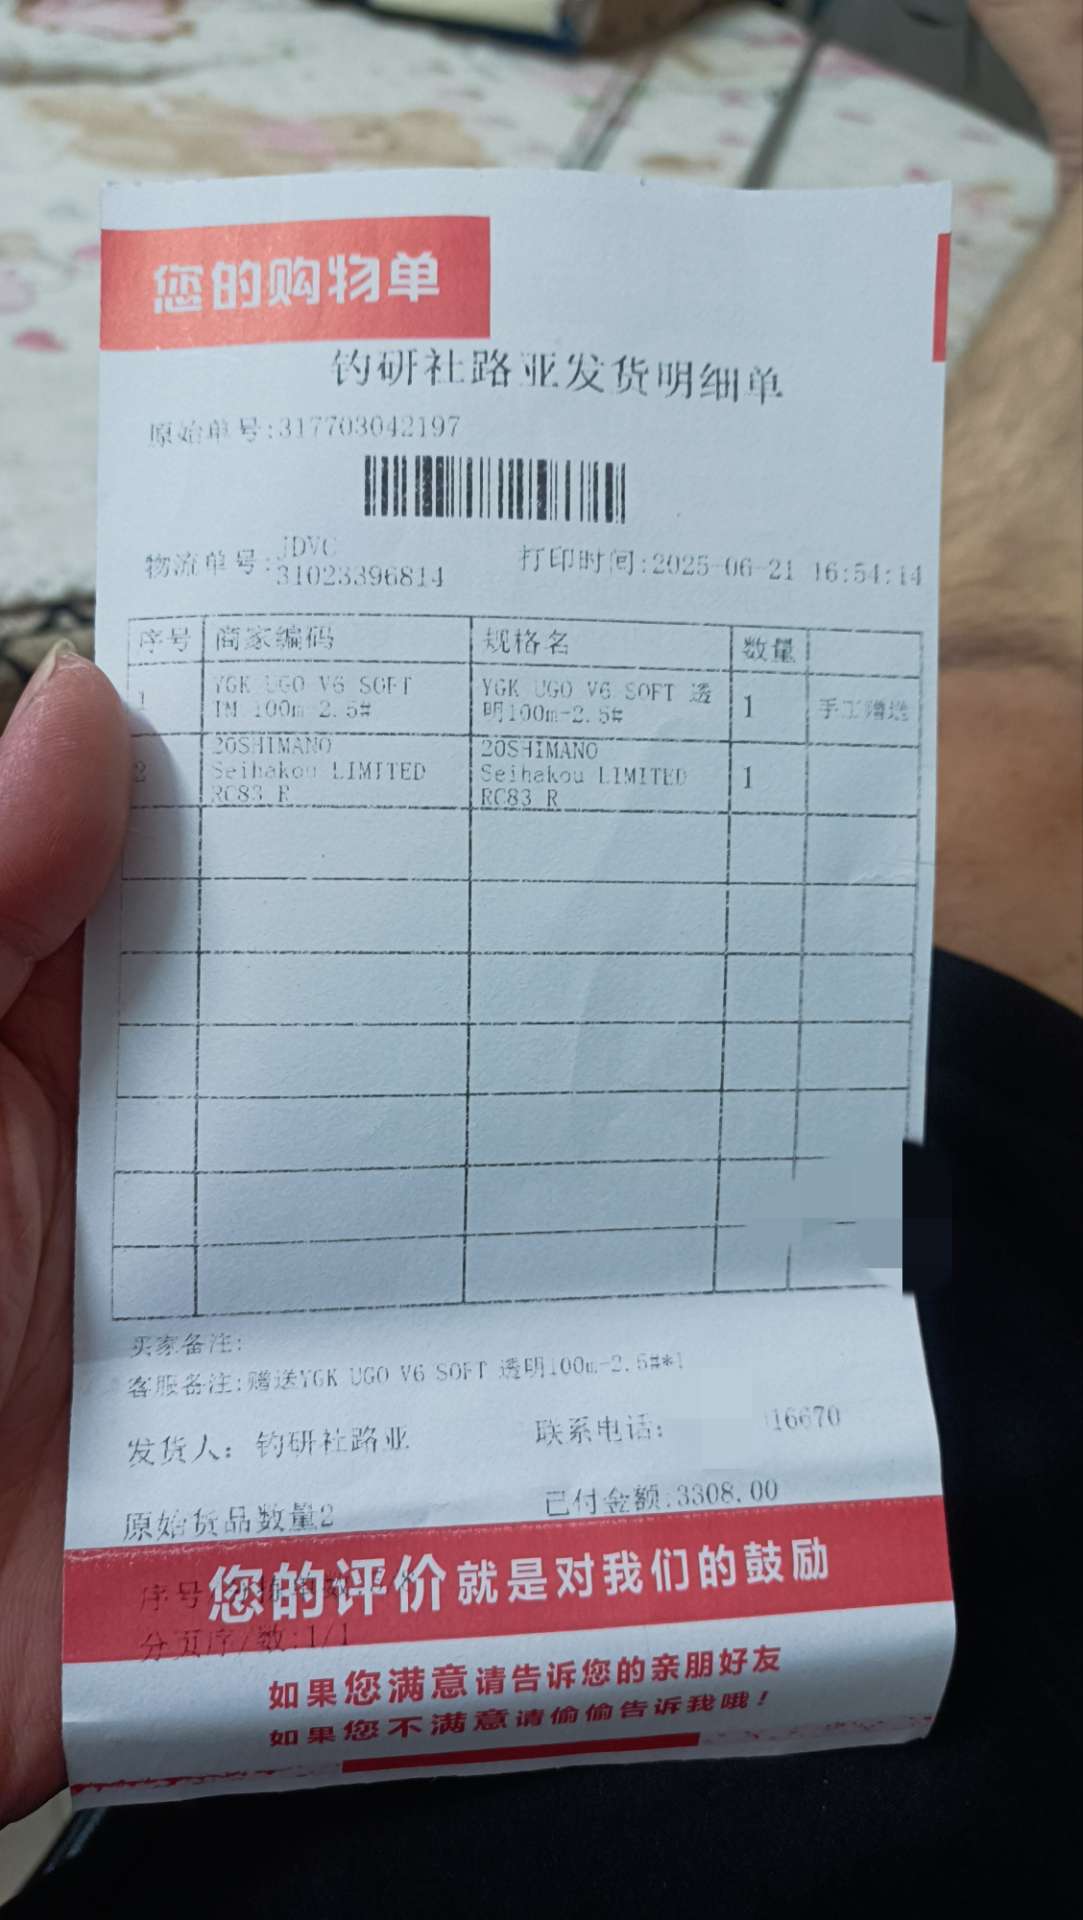 您的购物单
钓研社路亚发货明细单
原始单号:317703042197
物流单号:JDVC
31023396814
打印时间:2025-06-21 16:54:14
序号 商家编码 规格名 数量
1 YGK UGO V6 SOFT TM 100m-2.5# YGK UGO V6 SOFT 透明100m-2.5# 1 手工赠送
2 20SHIMANO Seihakou LIMITED RC83 R 20SHIMANO Seihakou LIMITED RC83 R 1
买家备注:
客服备注:赠送YGK UGO V6 SOFT 透明100m-2.5#*1
发货人: 钓研社路亚
联系电话: 16670
原始货品数量2
已付金额:3308.00
您的评价就是对我们的鼓励
序号
分页序/数:1/1
如果您满意请告诉您的亲朋好友
如果您不满意请偷偷告诉我哦!